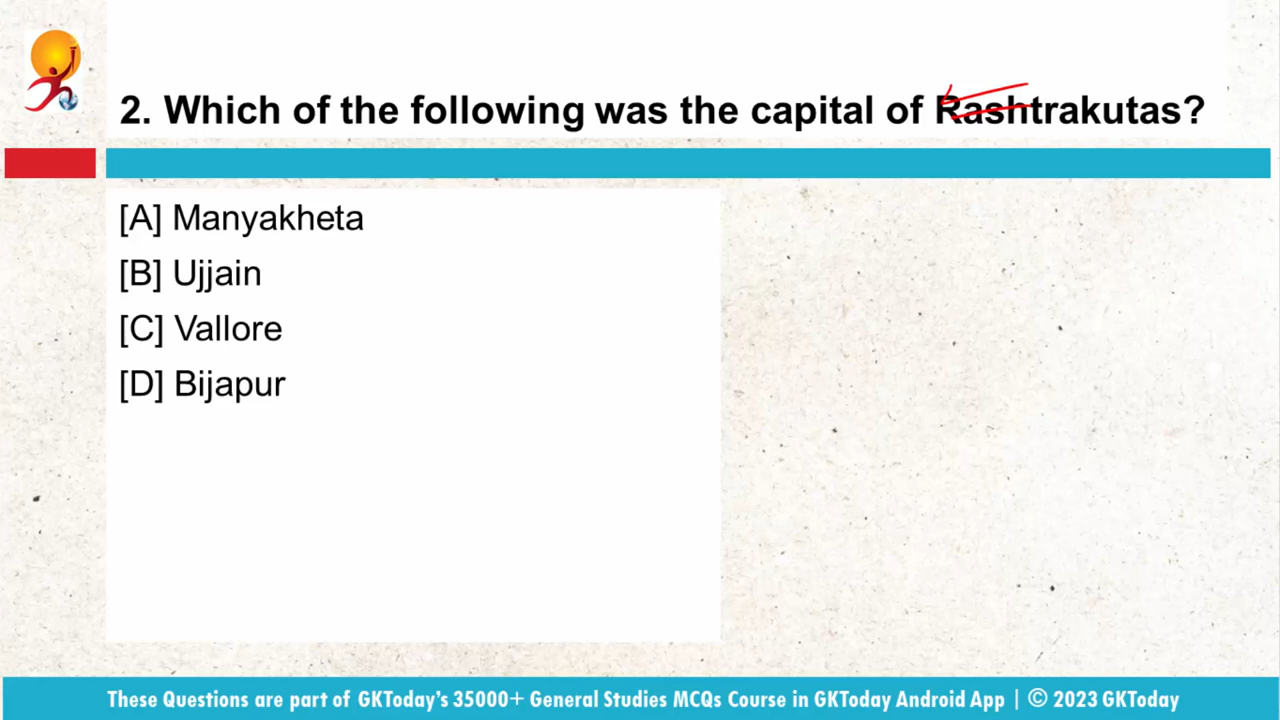 2. Which of the following was the capital of Rashtrakutas?
[A] Manyakheta
[B] Ujjain
[C] Vallore
[D] Bijapur
These Questions are part of GKToday's 35000+ General Studies MCQs Course in GKToday Android App | © 2023 GKToday